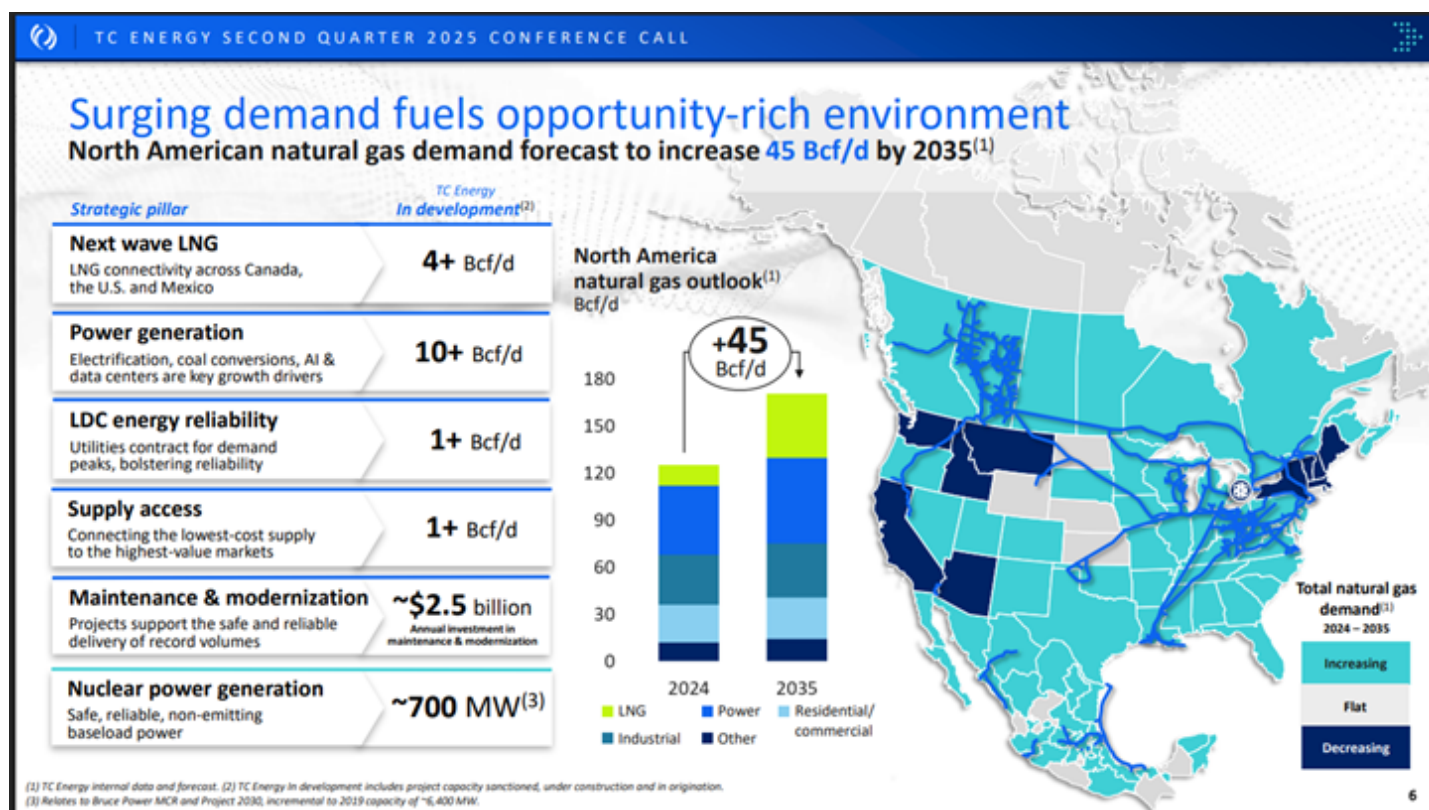 TC ENERGY SECOND QUARTER 2025 CONFERENCE CALL
Surging demand fuels opportunity-rich environment
North American natural gas demand forecast to increase 45 Bcf/d by 2035(1)
Strategic pillar
TC Energy
In development(2)
Next wave LNG
LNG connectivity across Canada,
the U.S. and Mexico
4+ Bcf/d
Power generation
Electrification, coal conversions, AI &
data centers are key growth drivers
10+ Bcf/d
LDC energy reliability
Utilities contract for demand
peaks, bolstering reliability
1+ Bcf/d
Supply access
Connecting the lowest-cost supply
to the highest-value markets
1+ Bcf/d
Maintenance & modernization
Projects support the safe and reliable
delivery of record volumes
~$2.5 billion
Annual investment in
maintenance & modernization
Nuclear power generation
Safe, reliable, non-emitting
baseload power
~700 MW(3)
North America
natural gas outlook(1)
Bcf/d
+45
Bcf/d
180
150
120
90
60
30
0
2024
2035
LNG
Power
Residential/
commercial
Industrial
Other
Total natural gas
demand(1)
2024 – 2035
Increasing
Flat
Decreasing
(1) TC Energy internal data and forecast. (2) TC Energy In development includes project capacity sanctioned, under construction and in origination.
(3) Relates to Bruce Power MCR and Project 2030, incremental to 2019 capacity of ~6,400 MW.
6